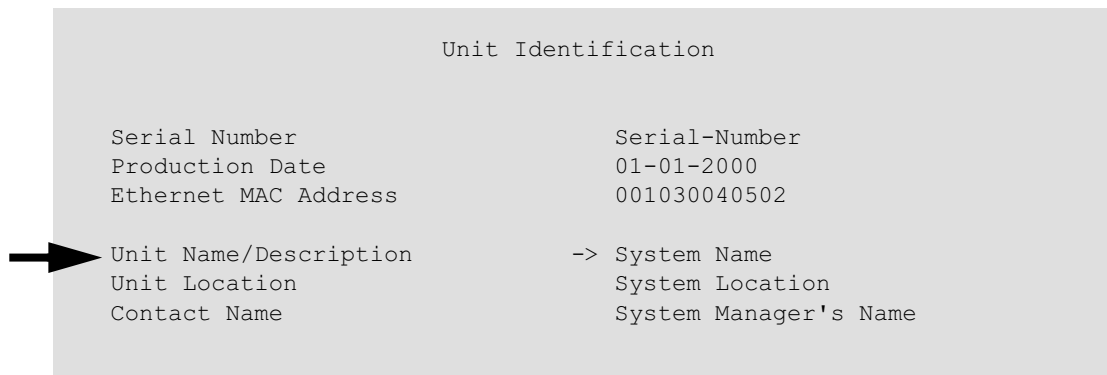 Unit Identification
Serial Number Serial-Number
Production Date 01-01-2000
Ethernet MAC Address 001030040502
Unit Name/Description -> System Name
Unit Location System Location
Contact Name System Manager's Name